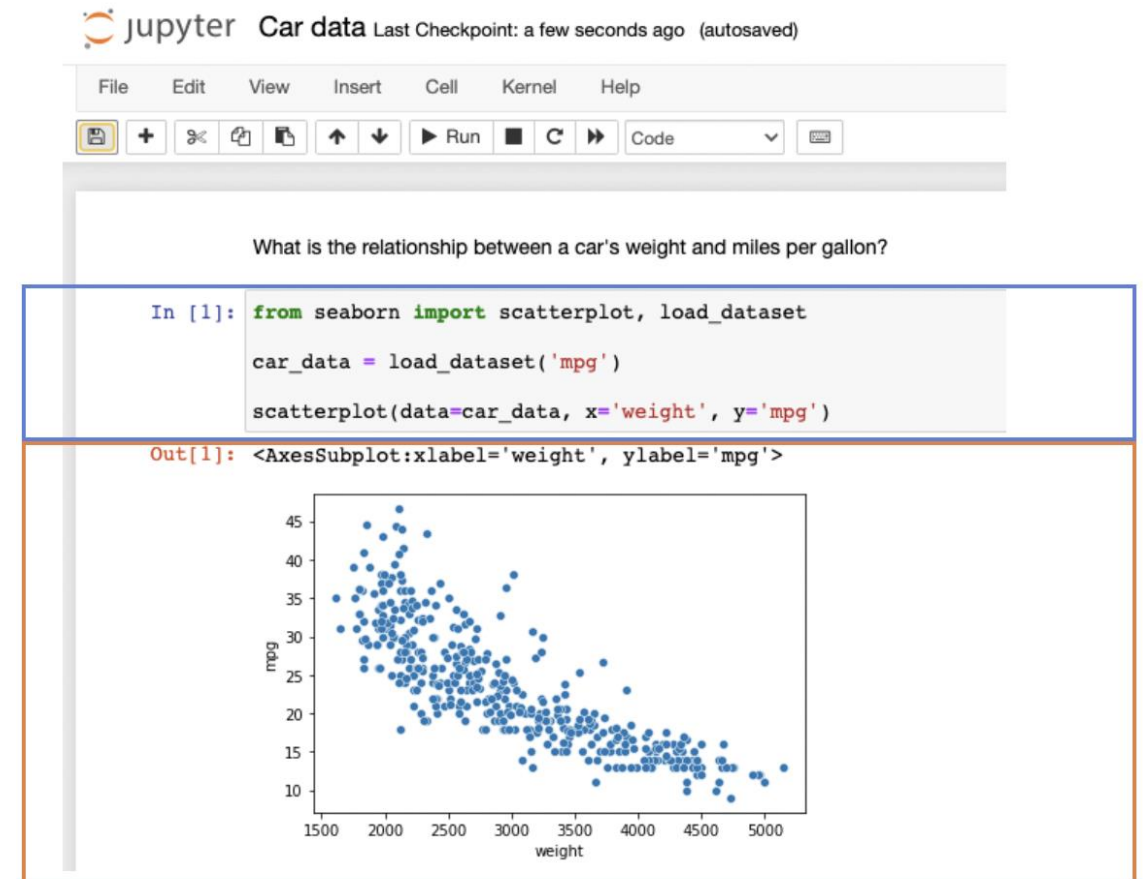 jupyter Car data Last Checkpoint: a few seconds ago (autosaved)
File Edit View Insert Cell Kernel Help
Run Code
What is the relationship between a car's weight and miles per gallon?
In [1]: from seaborn import scatterplot, load_dataset
car_data = load_dataset('mpg')
scatterplot(data=car_data, x='weight', y='mpg')
Out[1]: <AxesSubplot:xlabel='weight', ylabel='mpg'>
45
40
35
30
mpg
25
20
15
10
1500 2000 2500 3000 3500 4000 4500 5000
weight